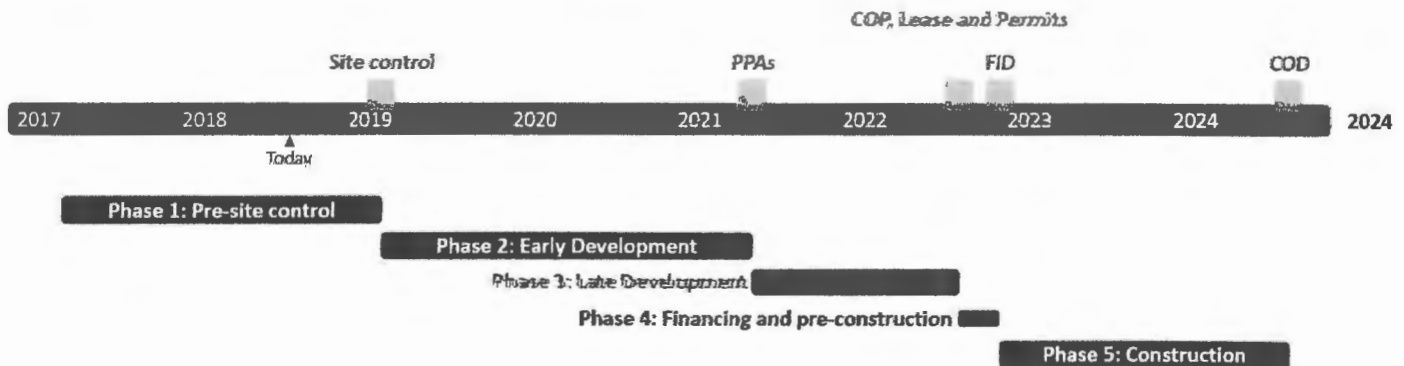 COP, Lease and Permits
Site control PPAs FID COD
2017 2018 2019 2020 2021 2022 2023 2024 2024
Today
Phase 1: Pre-site control
Phase 2: Early Development
Phase 3: Late Development
Phase 4: Financing and pre-construction
Phase 5: Construction